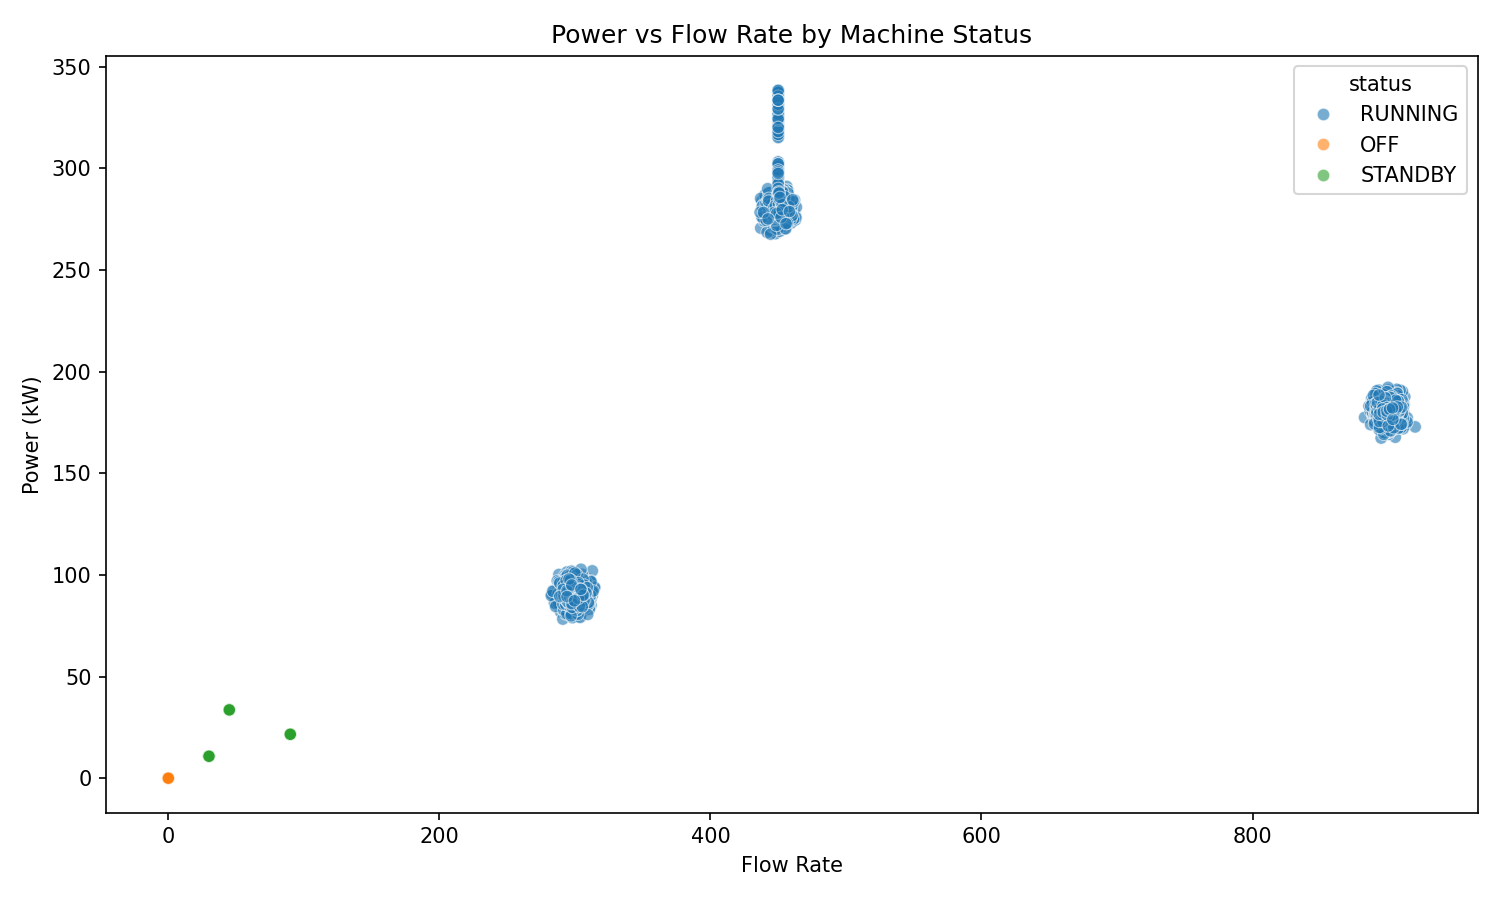 Power vs Flow Rate by Machine Status
status
RUNNING
OFF
STANDBY
350
300
250
200
150
100
50
0
Power (kW)
0
200
400
600
800
Flow Rate